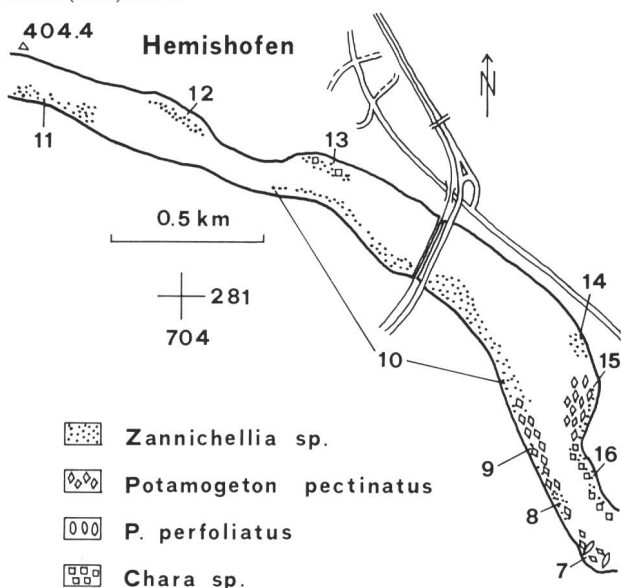 404.4
Hemishofen
N
12
11
13
0.5 km
281
704
14
10
15
9
16
8
7
Zannichellia sp.
Potamogeton pectinatus
P. perfoliatus
Chara sp.